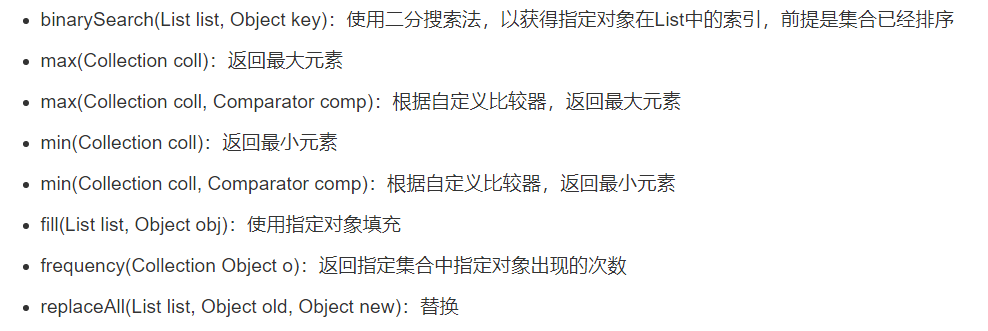 • binarySearch(List list, Object key)：使用二分搜索法，以获得指定对象在List中的索引，前提是集合已经排序
• max(Collection coll)：返回最大元素
• max(Collection coll, Comparator comp)：根据自定义比较器，返回最大元素
• min(Collection coll)：返回最小元素
• min(Collection coll, Comparator comp)：根据自定义比较器，返回最小元素
• fill(List list, Object obj)：使用指定对象填充
• frequency(Collection Object o)：返回指定集合中指定对象出现的次数
• replaceAll(List list, Object old, Object new)：替换